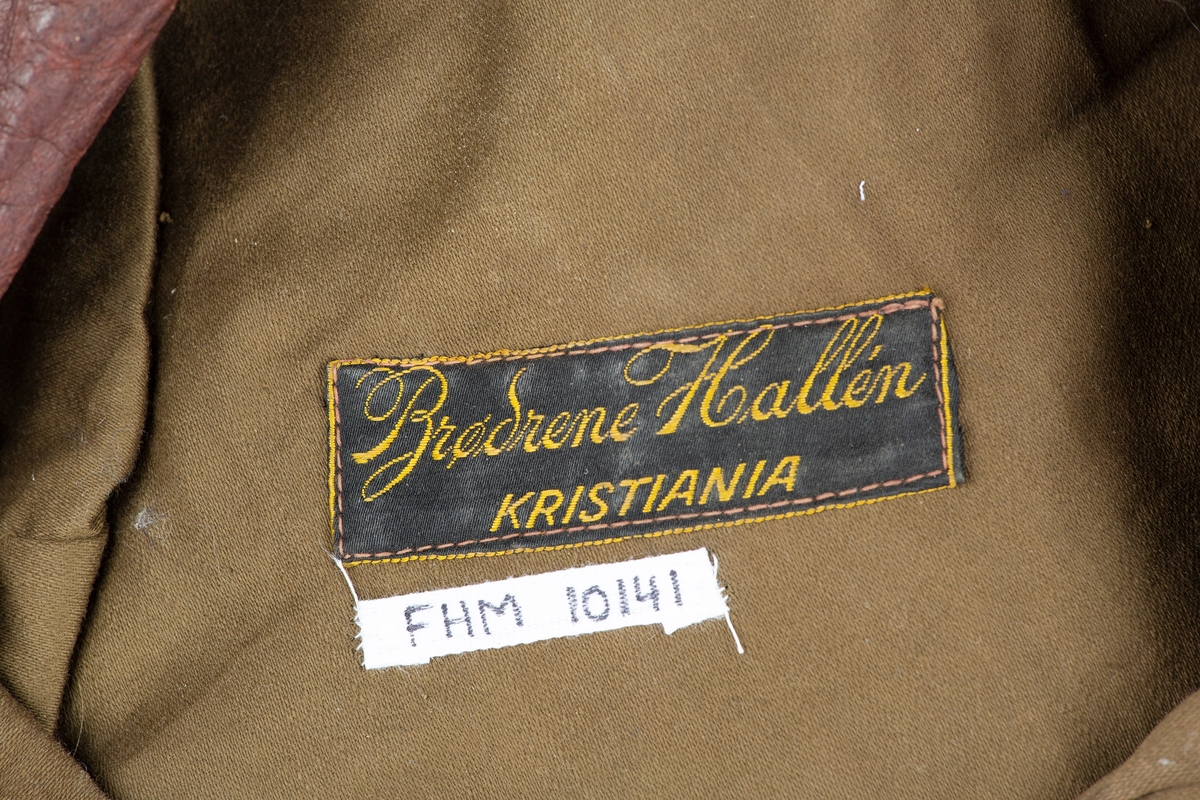 Brødrene Hallén
KRISTIANIA
FHM 10141